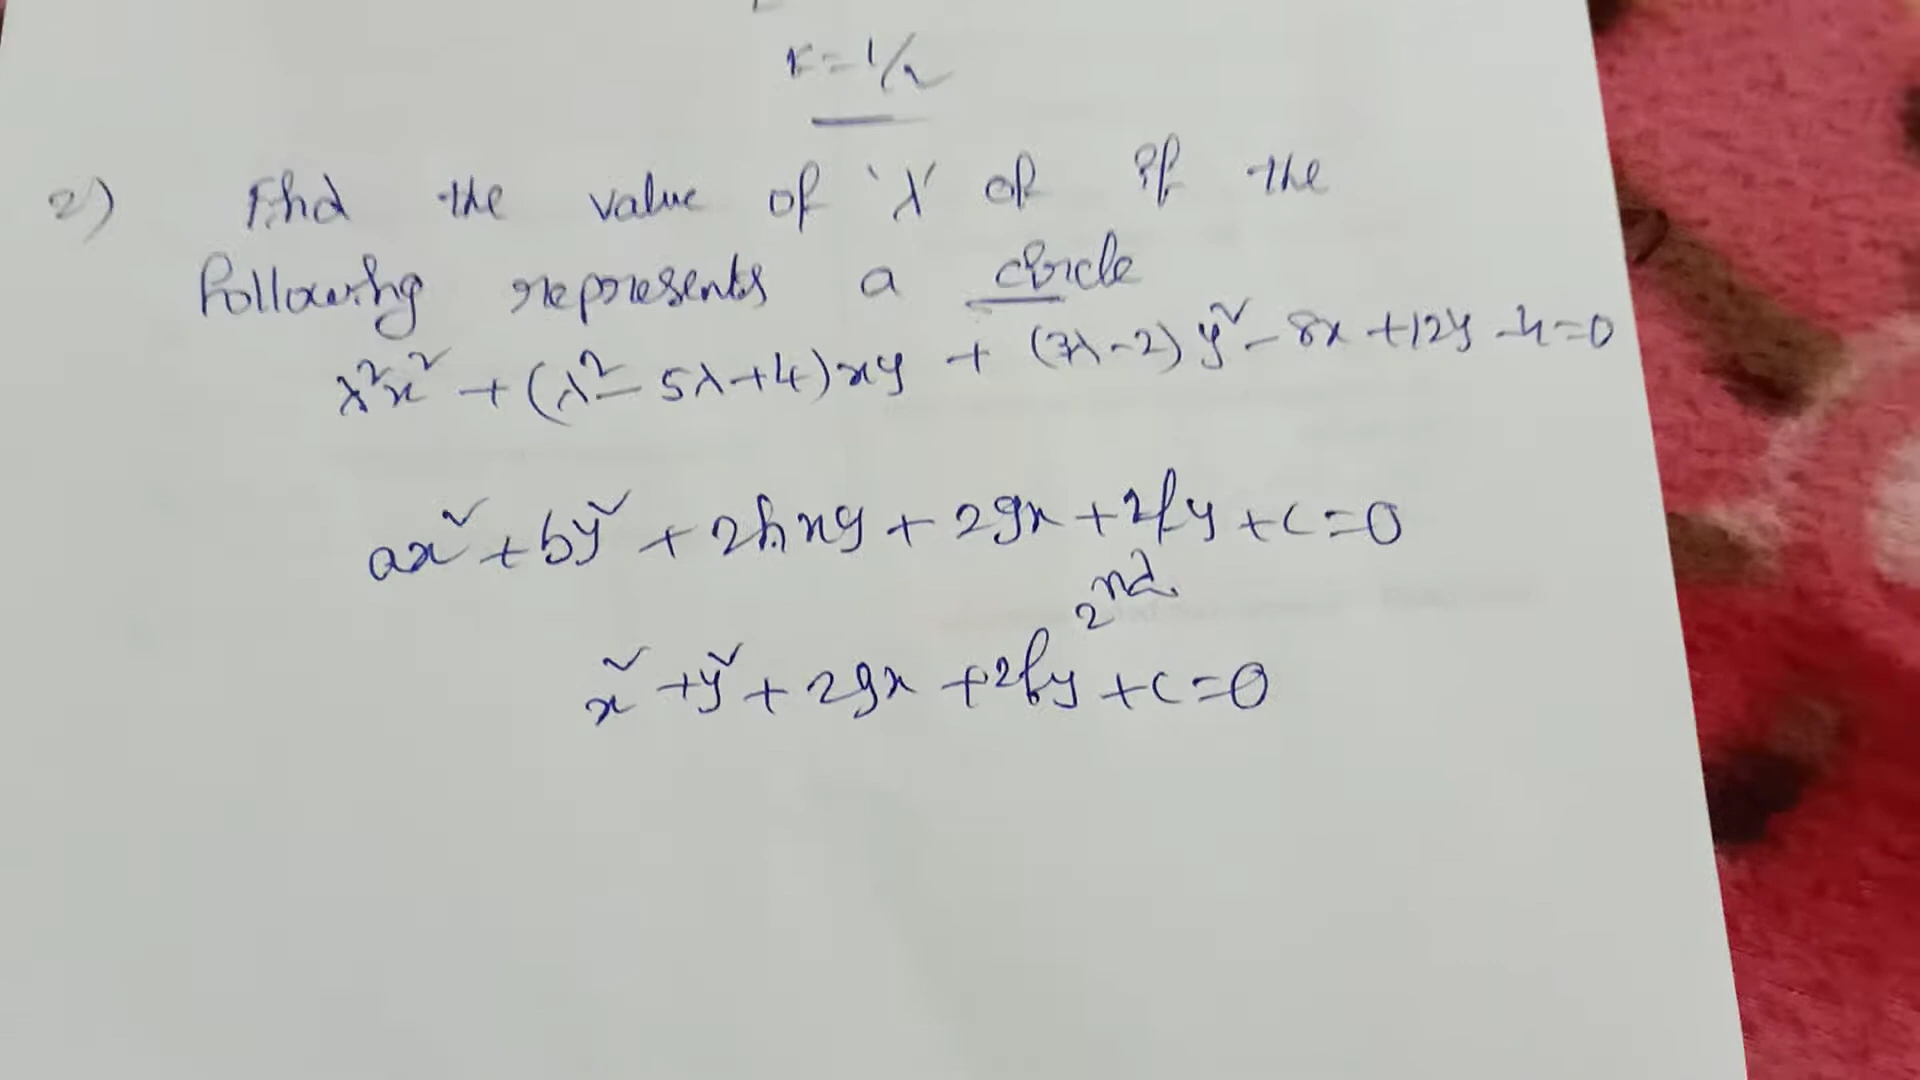 r = 1/2
2) Find the value of 'λ' of if the
following represents a circle
λ²x² + (λ² - 5λ + 4)xy + (3λ - 2)y² - 8x + 12y - 4 = 0
ax² + by² + 2hxy + 2gx + 2fy + c = 0
2nd
x² + y² + 2gx + 2fy + c = 0